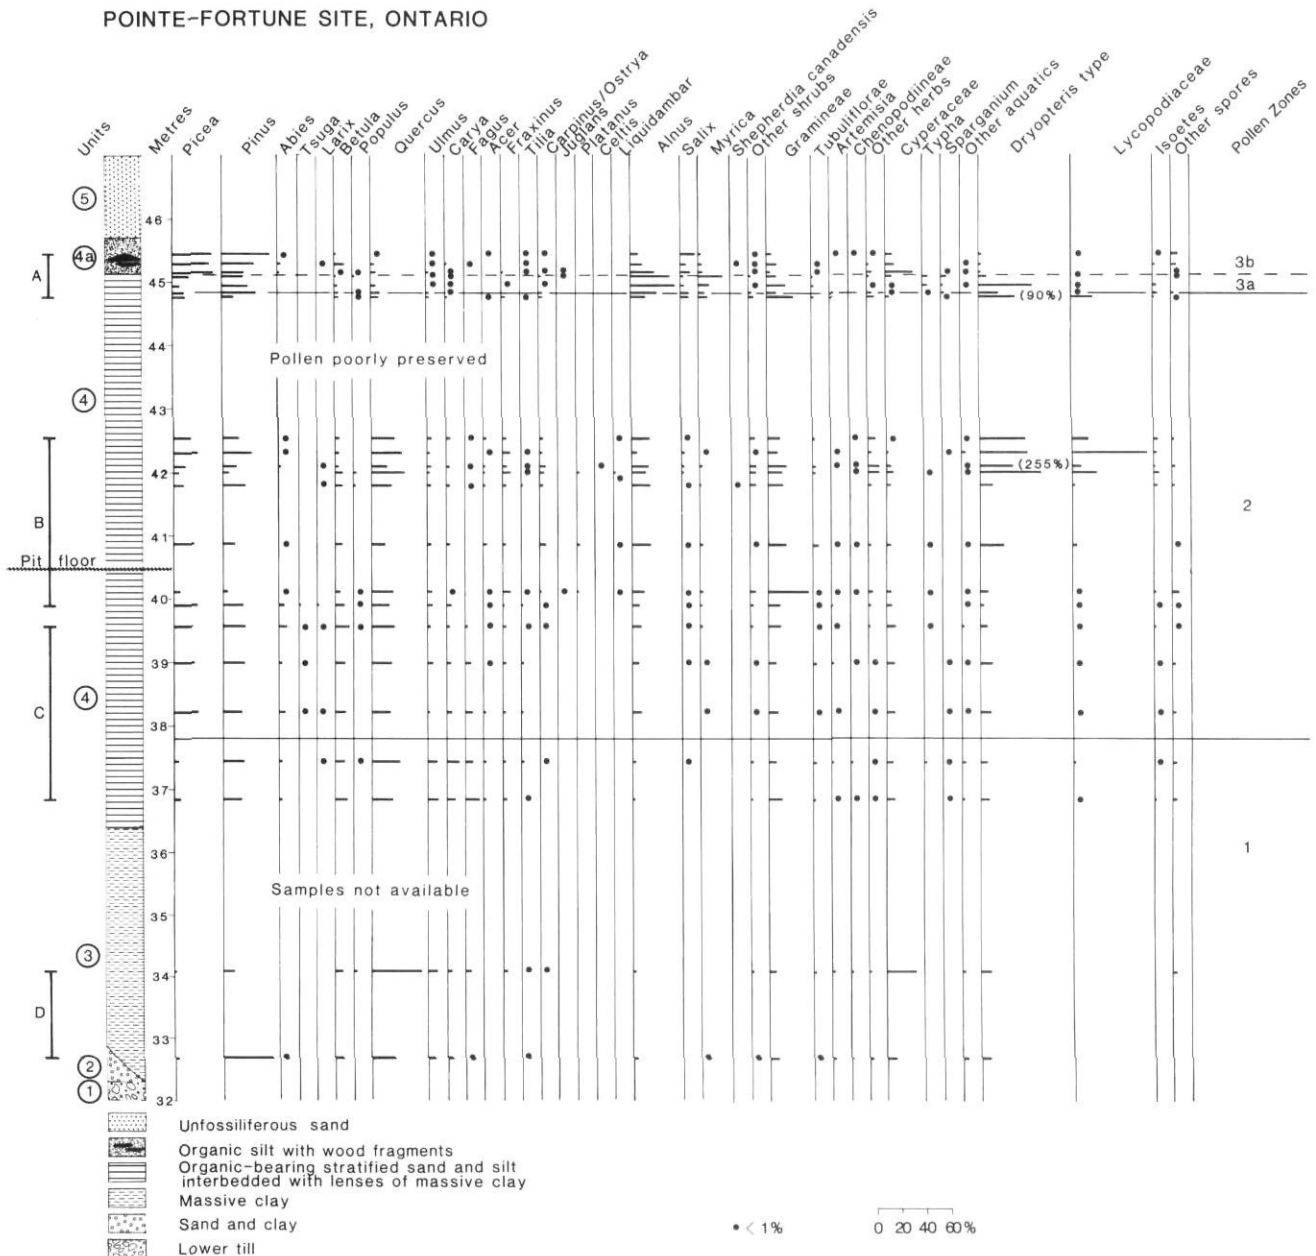 POINTE-FORTUNE SITE, ONTARIO
Units
Metres
Picea
Pinus
Abies
Tsuga
Larix
Betula
Populus
Quercus
Ulmus
Carya
Fagus
Acer
Fraxinus
Tilia
Carpinus/Ostrya
Juglans
Platanus
Celtis
Liquidambar
Alnus
Salix
Myrica
Shepherdia canadensis
Other shrubs
Gramineae
Tubuliflorae
Artemisia
Chenopodiineae
Other herbs
Cyperaceae
Typha
Sparganium
Other aquatics
Dryopteris type
Lycopodiaceae
Isoetes
Other spores
Pollen Zones
5
46
4a
A
3b
45
3a
(90%)
44
Pollen poorly preserved
4
43
42
(255%)
B
2
41
Pit floor
40
39
4
C
38
37
36
1
Samples not available
35
3
34
D
33
2
1
32
Unfossiliferous sand
Organic silt with wood fragments
Organic-bearing stratified sand and silt
interbedded with lenses of massive clay
Massive clay
Sand and clay
Lower till
• < 1%
0 20 40 60%